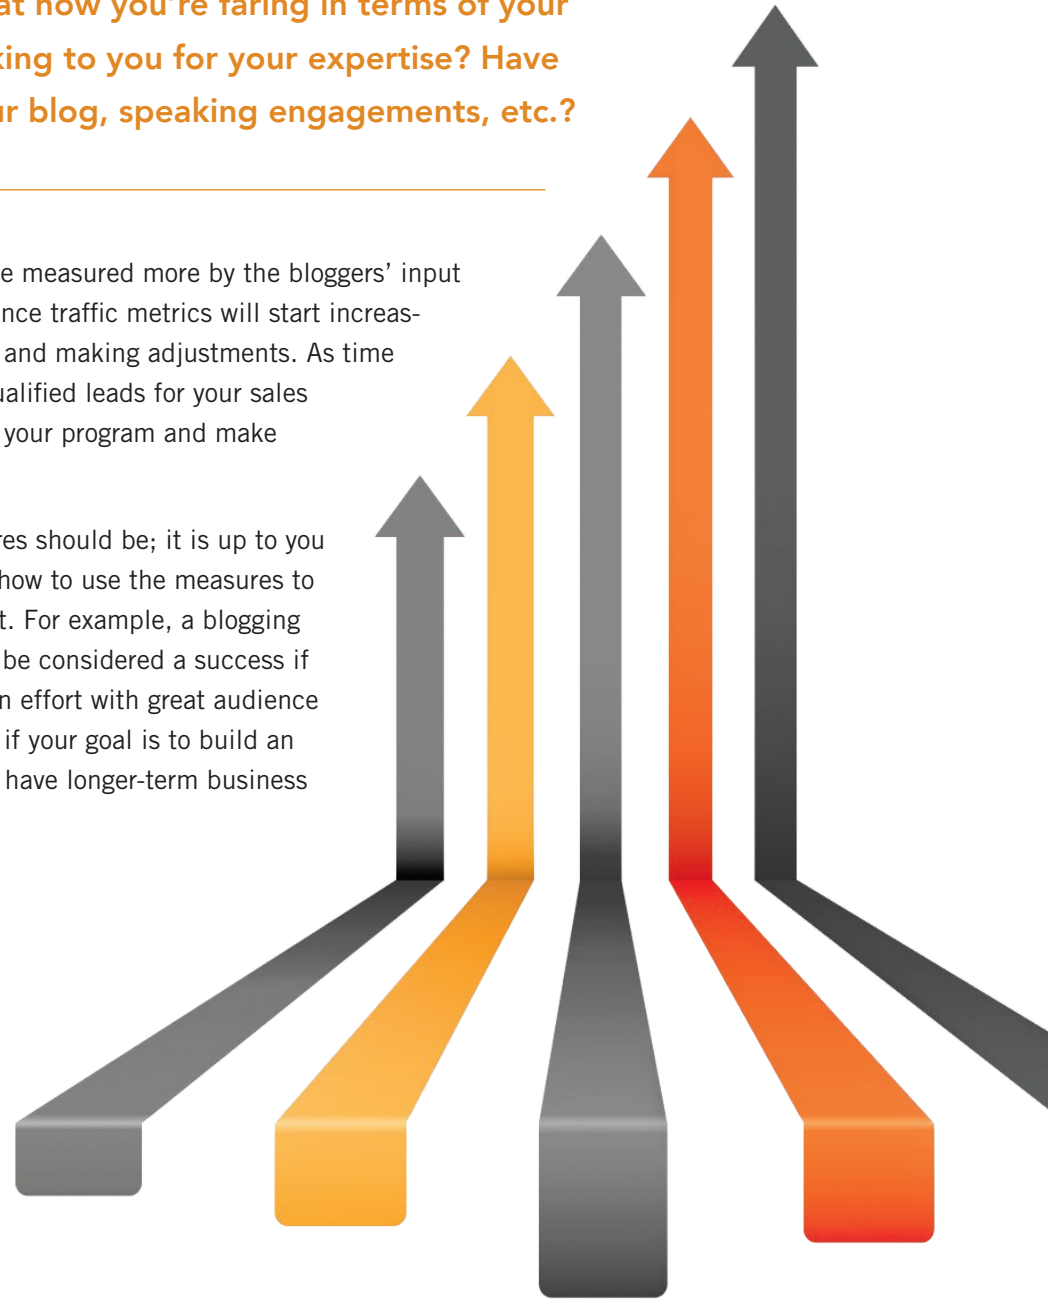 at how you're faring in terms of your
king to you for your expertise? Have
ur blog, speaking engagements, etc.?
e measured more by the bloggers' input
nce traffic metrics will start increas-
and making adjustments. As time
ualified leads for your sales
your program and make
res should be; it is up to you
how to use the measures to
t. For example, a blogging
be considered a success if
n effort with great audience
if your goal is to build an
have longer-term business